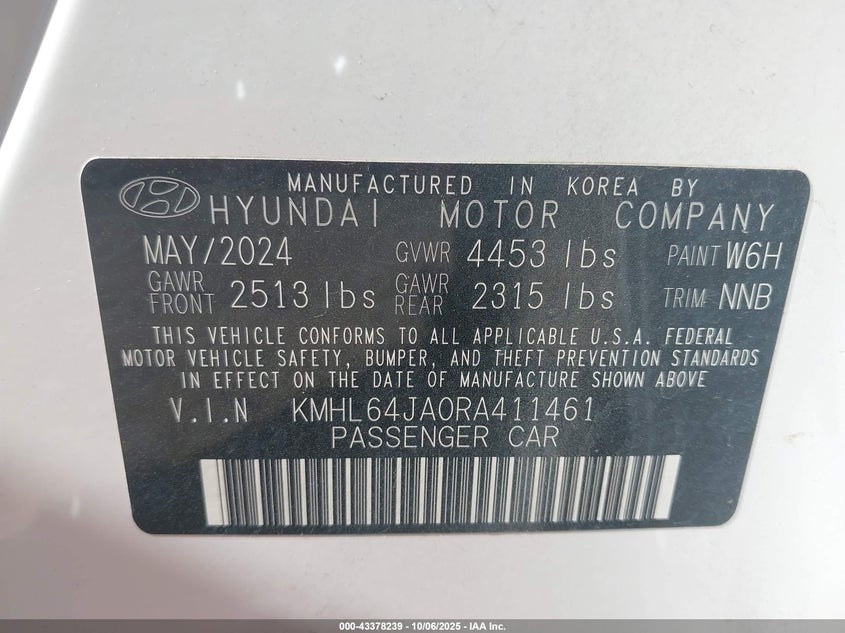 MANUFACTURED IN KOREA BY
HYUNDAI MOTOR COMPANY
MAY/2024 GVWR 4453 lbs PAINT W6H
GAWR FRONT 2513 lbs GAWR REAR 2315 lbs TRIM NNB
THIS VEHICLE CONFORMS TO ALL APPLICABLE U.S.A. FEDERAL
MOTOR VEHICLE SAFETY, BUMPER, AND THEFT PREVENTION STANDARDS
IN EFFECT ON THE DATE OF MANUFACTURE SHOWN ABOVE
V.I.N KMHL64JA0RA411461
PASSENGER CAR
000-43378239 - 10/06/2025 - IAA Inc.